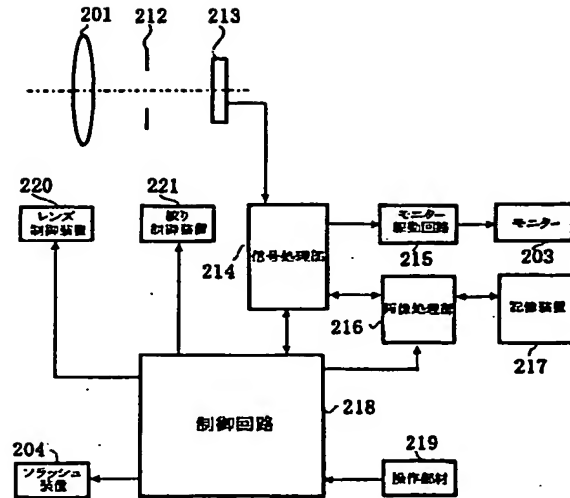 201
212
213
220
レンズ
制御装置
221
絞り
制御装置
214
信号処理部
モニター
駆動回路
215
モニター
203
216
画像処理部
記憶装置
217
制御回路
218
204
フラッシュ
装置
219
操作部材